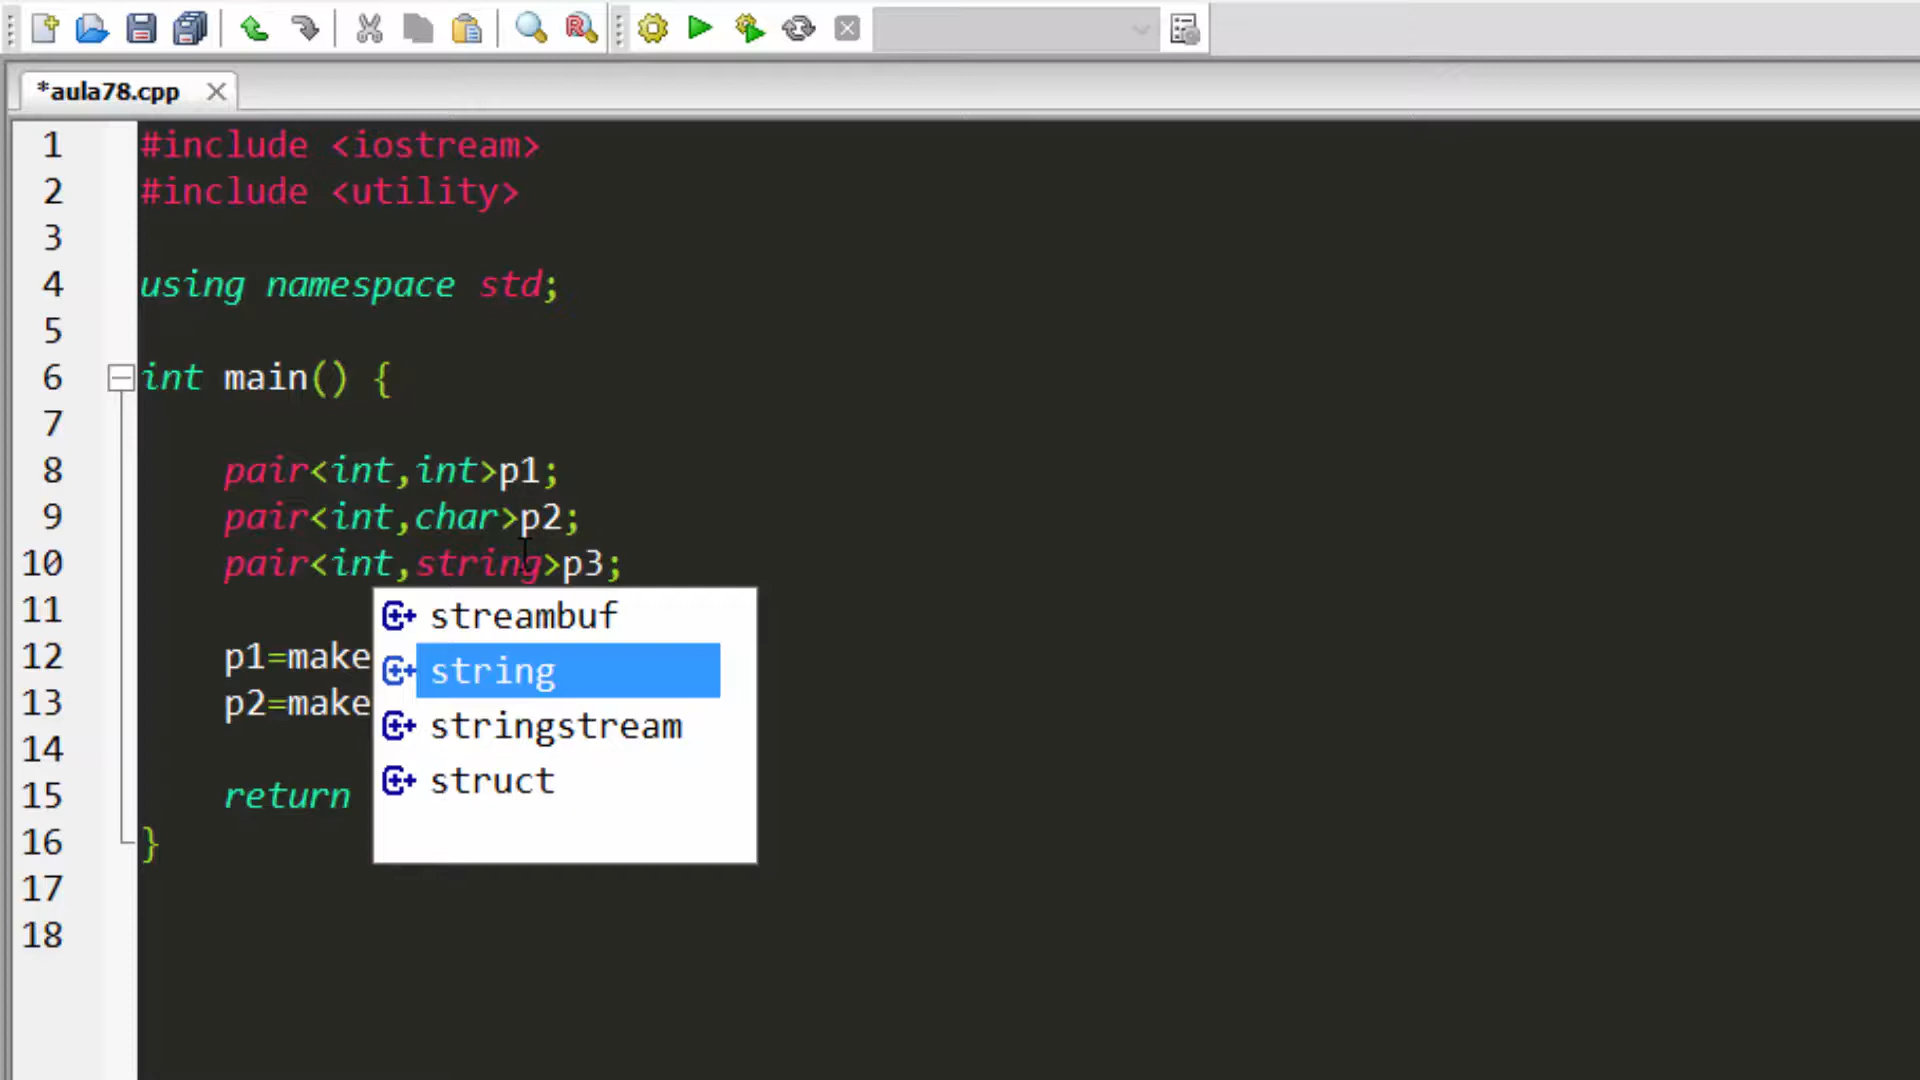 *aula78.cpp
1 #include <iostream>
2 #include <utility>
3
4 using namespace std;
5
6 int main() {
7
8 pair<int,int>p1;
9 pair<int,char>p2;
10 pair<int,string>p3;
11
12 p1=make
13 p2=make
14
15 return
16 }
17
18
streambuf
string
stringstream
struct